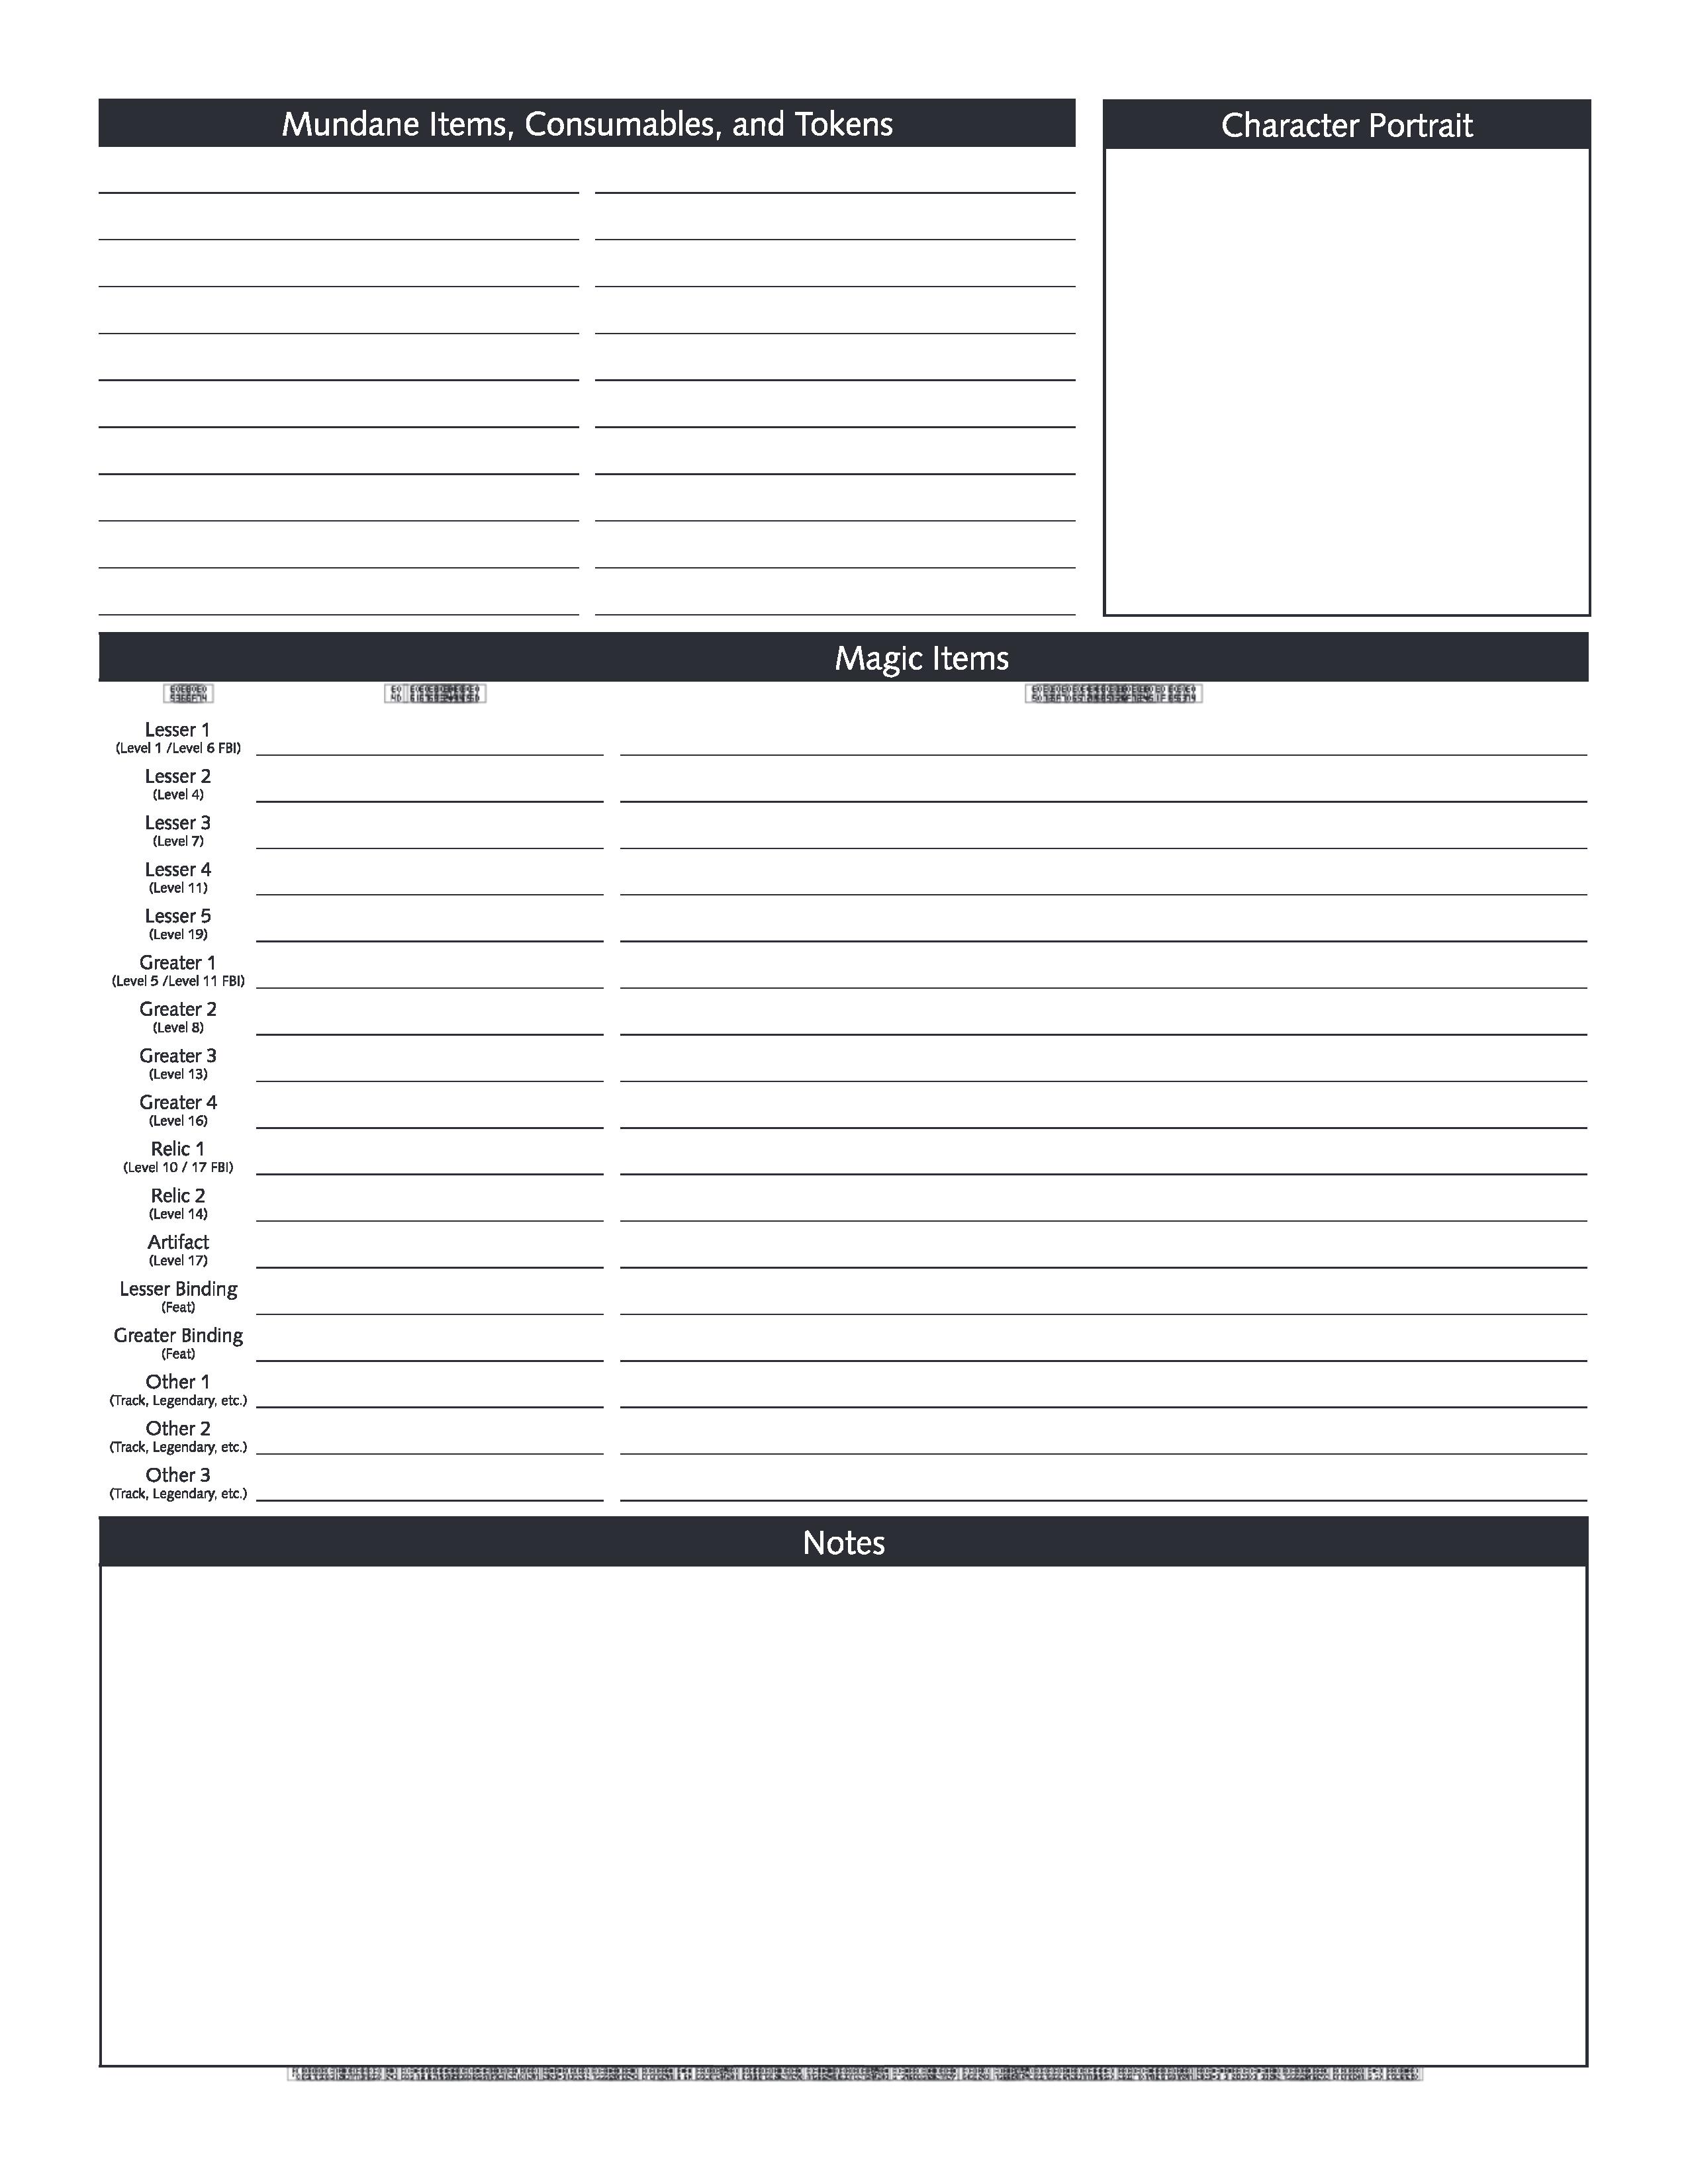 Mundane Items, Consumables, and Tokens
Character Portrait
Magic Items
Lesser 1
(Level 1 /Level 6 FBI)
Lesser 2
(Level 4)
Lesser 3
(Level 7)
Lesser 4
(Level 11)
Lesser 5
(Level 19)
Greater 1
(Level 5 /Level 11 FBI)
Greater 2
(Level 8)
Greater 3
(Level 13)
Greater 4
(Level 16)
Relic 1
(Level 10 / 17 FBI)
Relic 2
(Level 14)
Artifact
(Level 17)
Lesser Binding
(Feat)
Greater Binding
(Feat)
Other 1
(Track, Legendary, etc.)
Other 2
(Track, Legendary, etc.)
Other 3
(Track, Legendary, etc.)
Notes